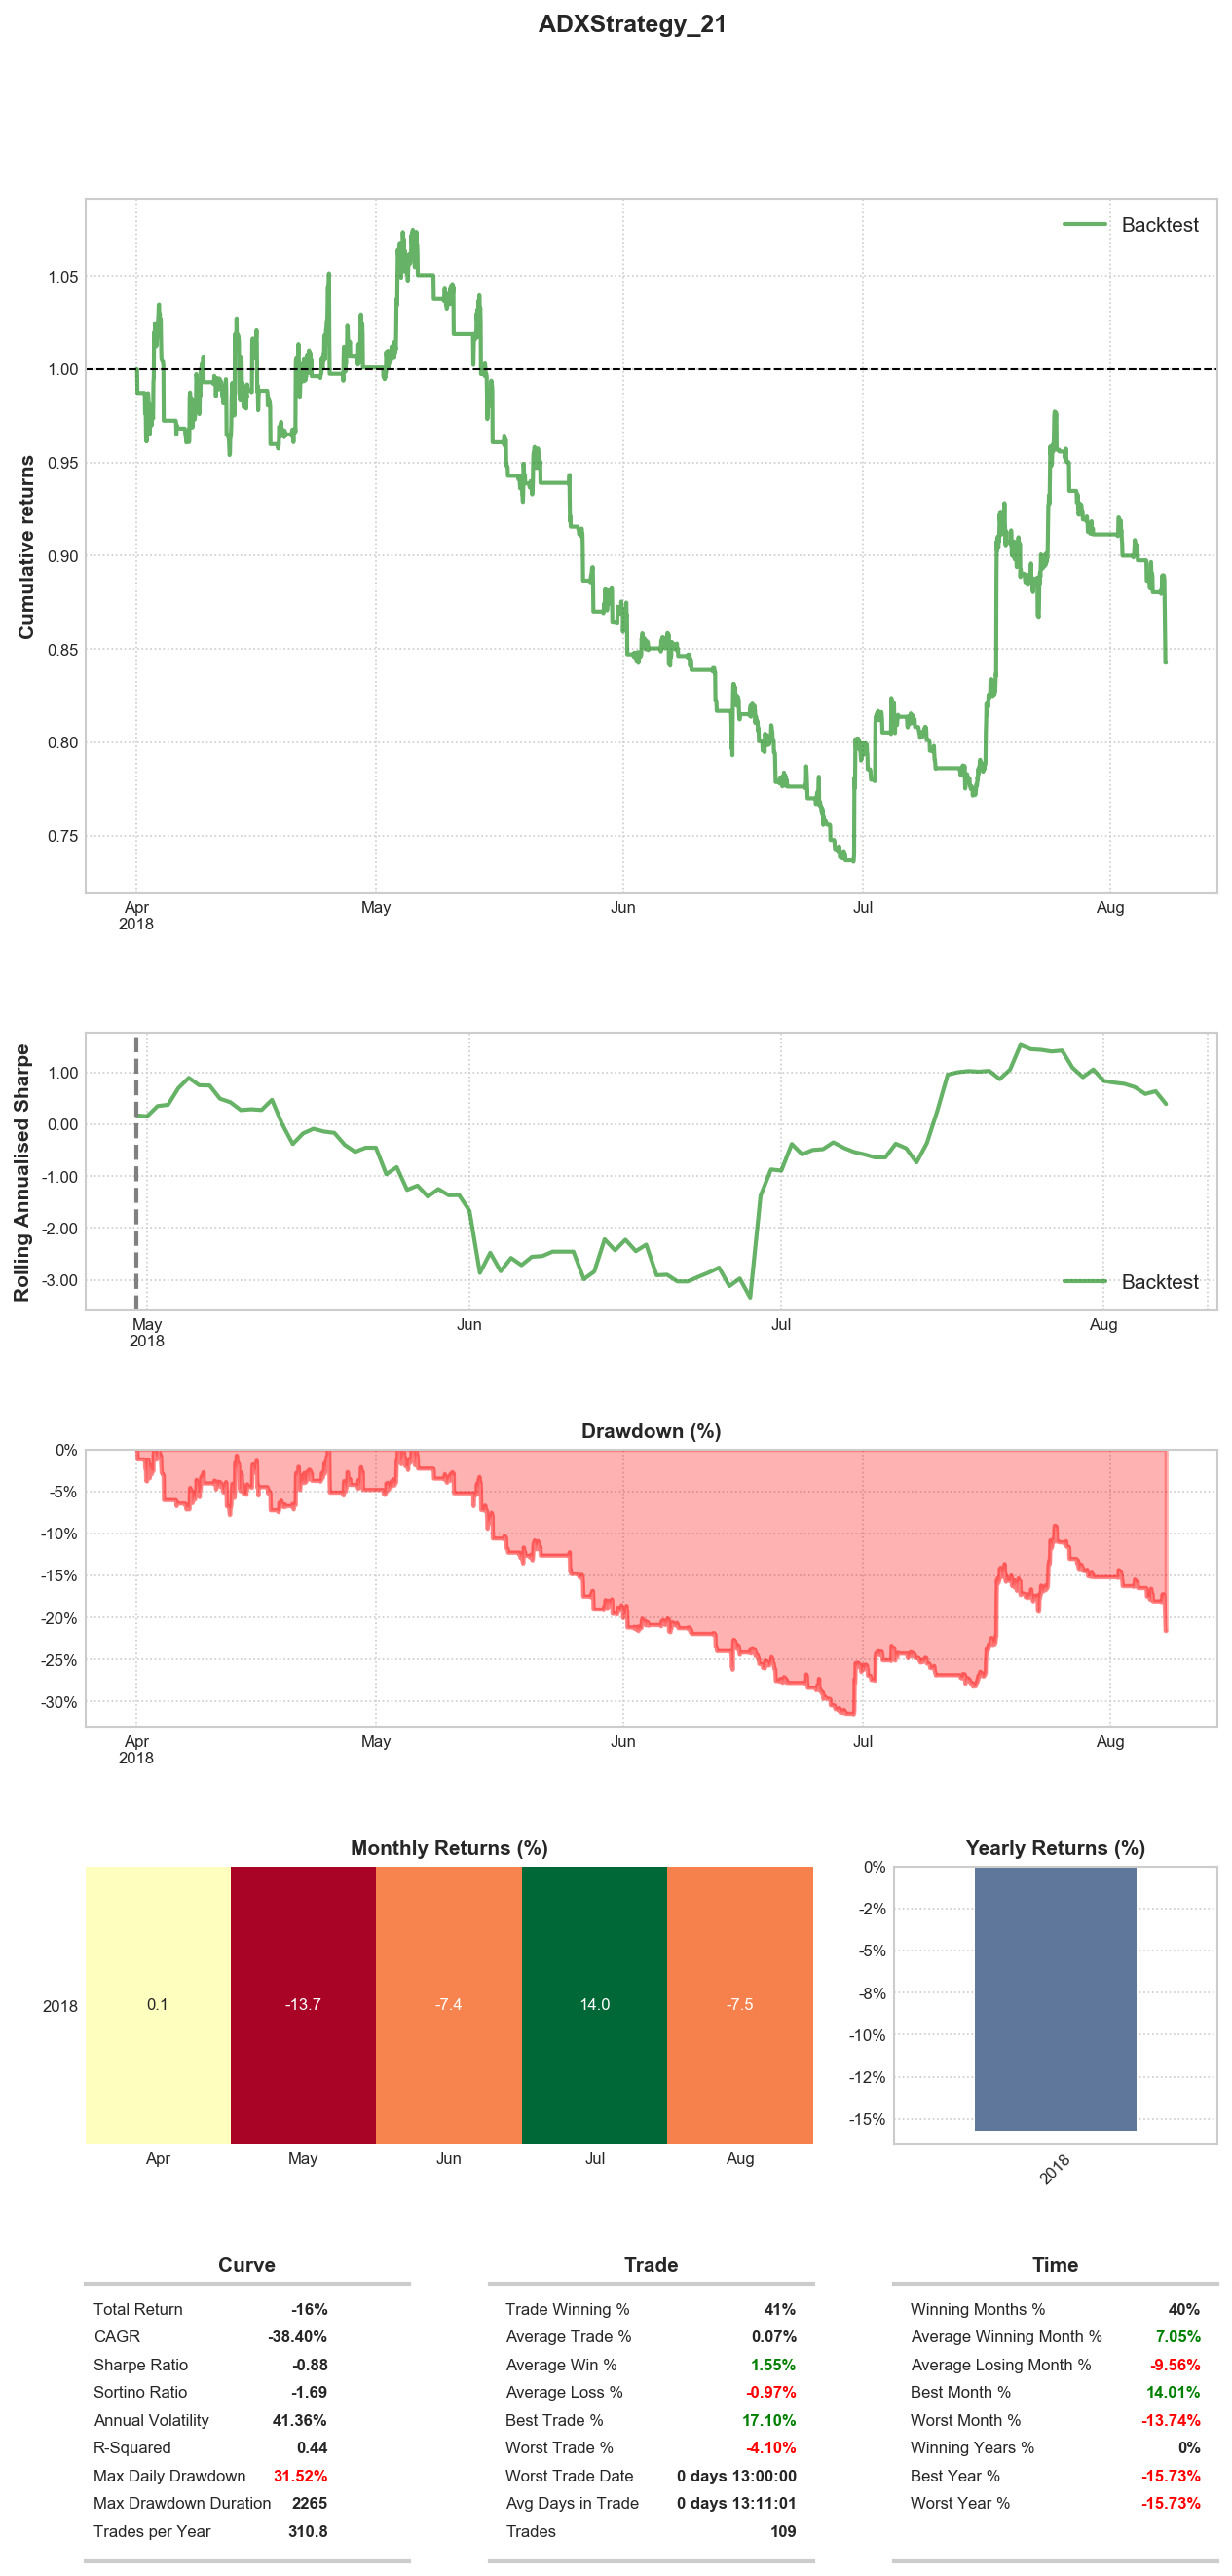 ADXStrategy_21
Backtest
Cumulative returns
1.05
1.00
0.95
0.90
0.85
0.80
0.75
Apr May Jun Jul Aug
2018
Rolling Annualised Sharpe
1.00
0.00
-1.00
-2.00
-3.00
Backtest
May Jun Jul Aug
2018
Drawdown (%)
0%
-5%
-10%
-15%
-20%
-25%
-30%
Apr May Jun Jul Aug
2018
Monthly Returns (%)
2018 0.1 -13.7 -7.4 14.0 -7.5
Apr May Jun Jul Aug
Yearly Returns (%)
0%
-2%
-5%
-8%
-10%
-12%
-15%
2018
Curve
Total Return -16%
CAGR -38.40%
Sharpe Ratio -0.88
Sortino Ratio -1.69
Annual Volatility 41.36%
R-Squared 0.44
Max Daily Drawdown 31.52%
Max Drawdown Duration 2265
Trades per Year 310.8
Trade
Trade Winning % 41%
Average Trade % 0.07%
Average Win % 1.55%
Average Loss % -0.97%
Best Trade % 17.10%
Worst Trade % -4.10%
Worst Trade Date 0 days 13:00:00
Avg Days in Trade 0 days 13:11:01
Trades 109
Time
Winning Months % 40%
Average Winning Month % 7.05%
Average Losing Month % -9.56%
Best Month % 14.01%
Worst Month % -13.74%
Winning Years % 0%
Best Year % -15.73%
Worst Year % -15.73%